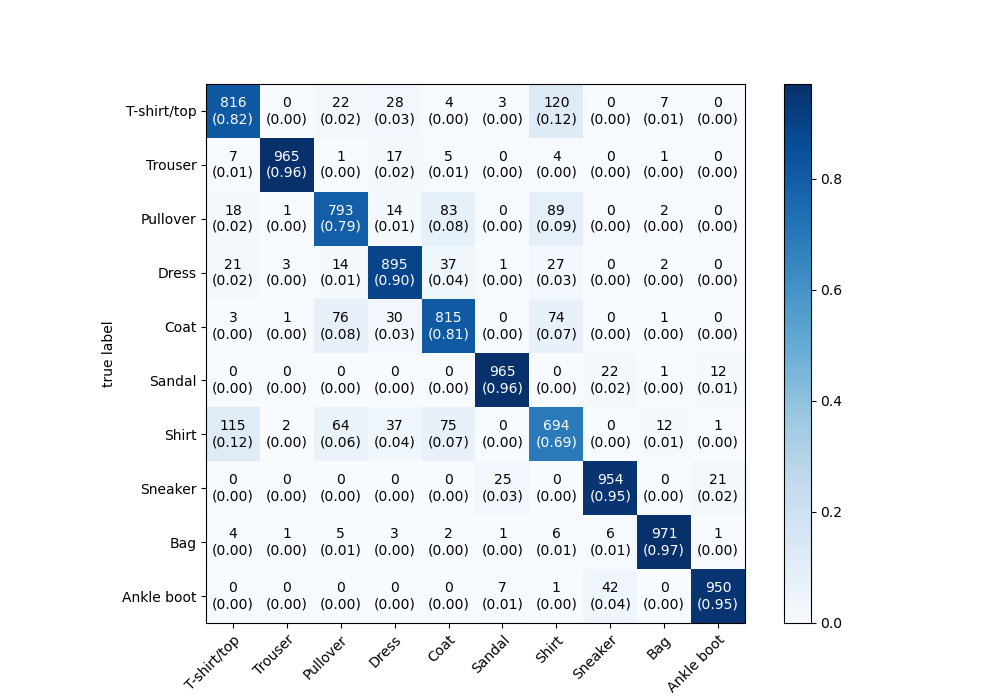 T-shirt/top 816 0 22 28 4 3 120 0 7 0
(0.82) (0.00) (0.02) (0.03) (0.00) (0.00) (0.12) (0.00) (0.01) (0.00)
Trouser 7 965 1 17 5 0 4 0 1 0
(0.01) (0.96) (0.00) (0.02) (0.01) (0.00) (0.00) (0.00) (0.00) (0.00)
Pullover 18 1 793 14 83 0 89 0 2 0
(0.02) (0.00) (0.79) (0.01) (0.08) (0.00) (0.09) (0.00) (0.00) (0.00)
Dress 21 3 14 895 37 1 27 0 2 0
(0.02) (0.00) (0.01) (0.90) (0.04) (0.00) (0.03) (0.00) (0.00) (0.00)
Coat 3 1 76 30 815 0 74 0 1 0
(0.00) (0.00) (0.08) (0.03) (0.81) (0.00) (0.07) (0.00) (0.00) (0.00)
Sandal 0 0 0 0 0 965 0 22 1 12
(0.00) (0.00) (0.00) (0.00) (0.00) (0.96) (0.00) (0.02) (0.00) (0.01)
Shirt 115 2 64 37 75 0 694 0 12 1
(0.12) (0.00) (0.06) (0.04) (0.07) (0.00) (0.69) (0.00) (0.01) (0.00)
Sneaker 0 0 0 0 0 25 0 954 0 21
(0.00) (0.00) (0.00) (0.00) (0.00) (0.03) (0.00) (0.95) (0.00) (0.02)
Bag 4 1 5 3 2 1 6 6 971 1
(0.00) (0.00) (0.01) (0.00) (0.00) (0.00) (0.01) (0.01) (0.97) (0.00)
Ankle boot 0 0 0 0 0 7 1 42 0 950
(0.00) (0.00) (0.00) (0.00) (0.00) (0.01) (0.00) (0.04) (0.00) (0.95)
true label
T-shirt/top Trouser Pullover Dress Coat Sandal Shirt Sneaker Bag Ankle boot
0.8
0.6
0.4
0.2
0.0